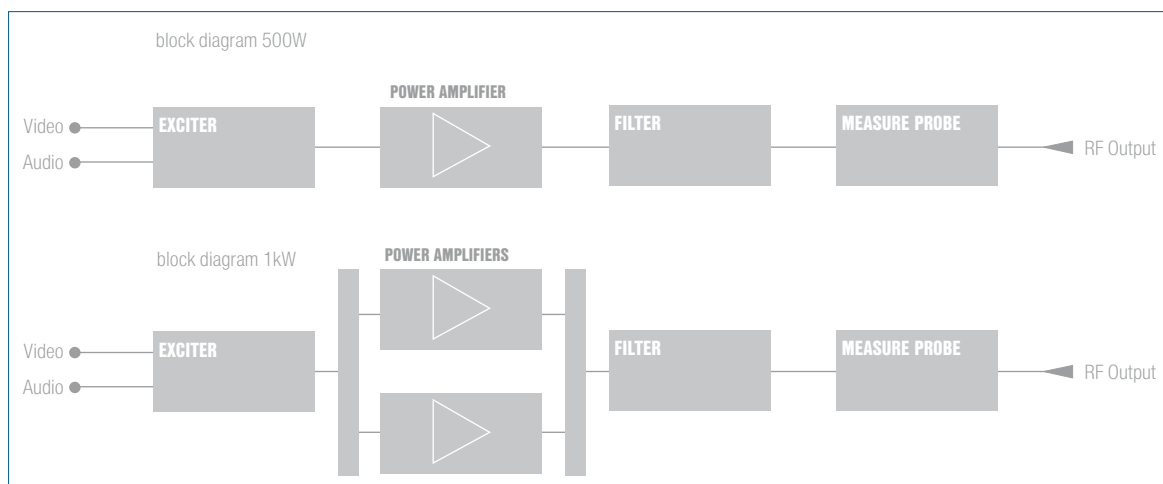 block diagram 500W
POWER AMPLIFIER
Video
EXCITER
FILTER
MEASURE PROBE
Audio
RF Output
block diagram 1kW
POWER AMPLIFIERS
Video
EXCITER
FILTER
MEASURE PROBE
Audio
RF Output